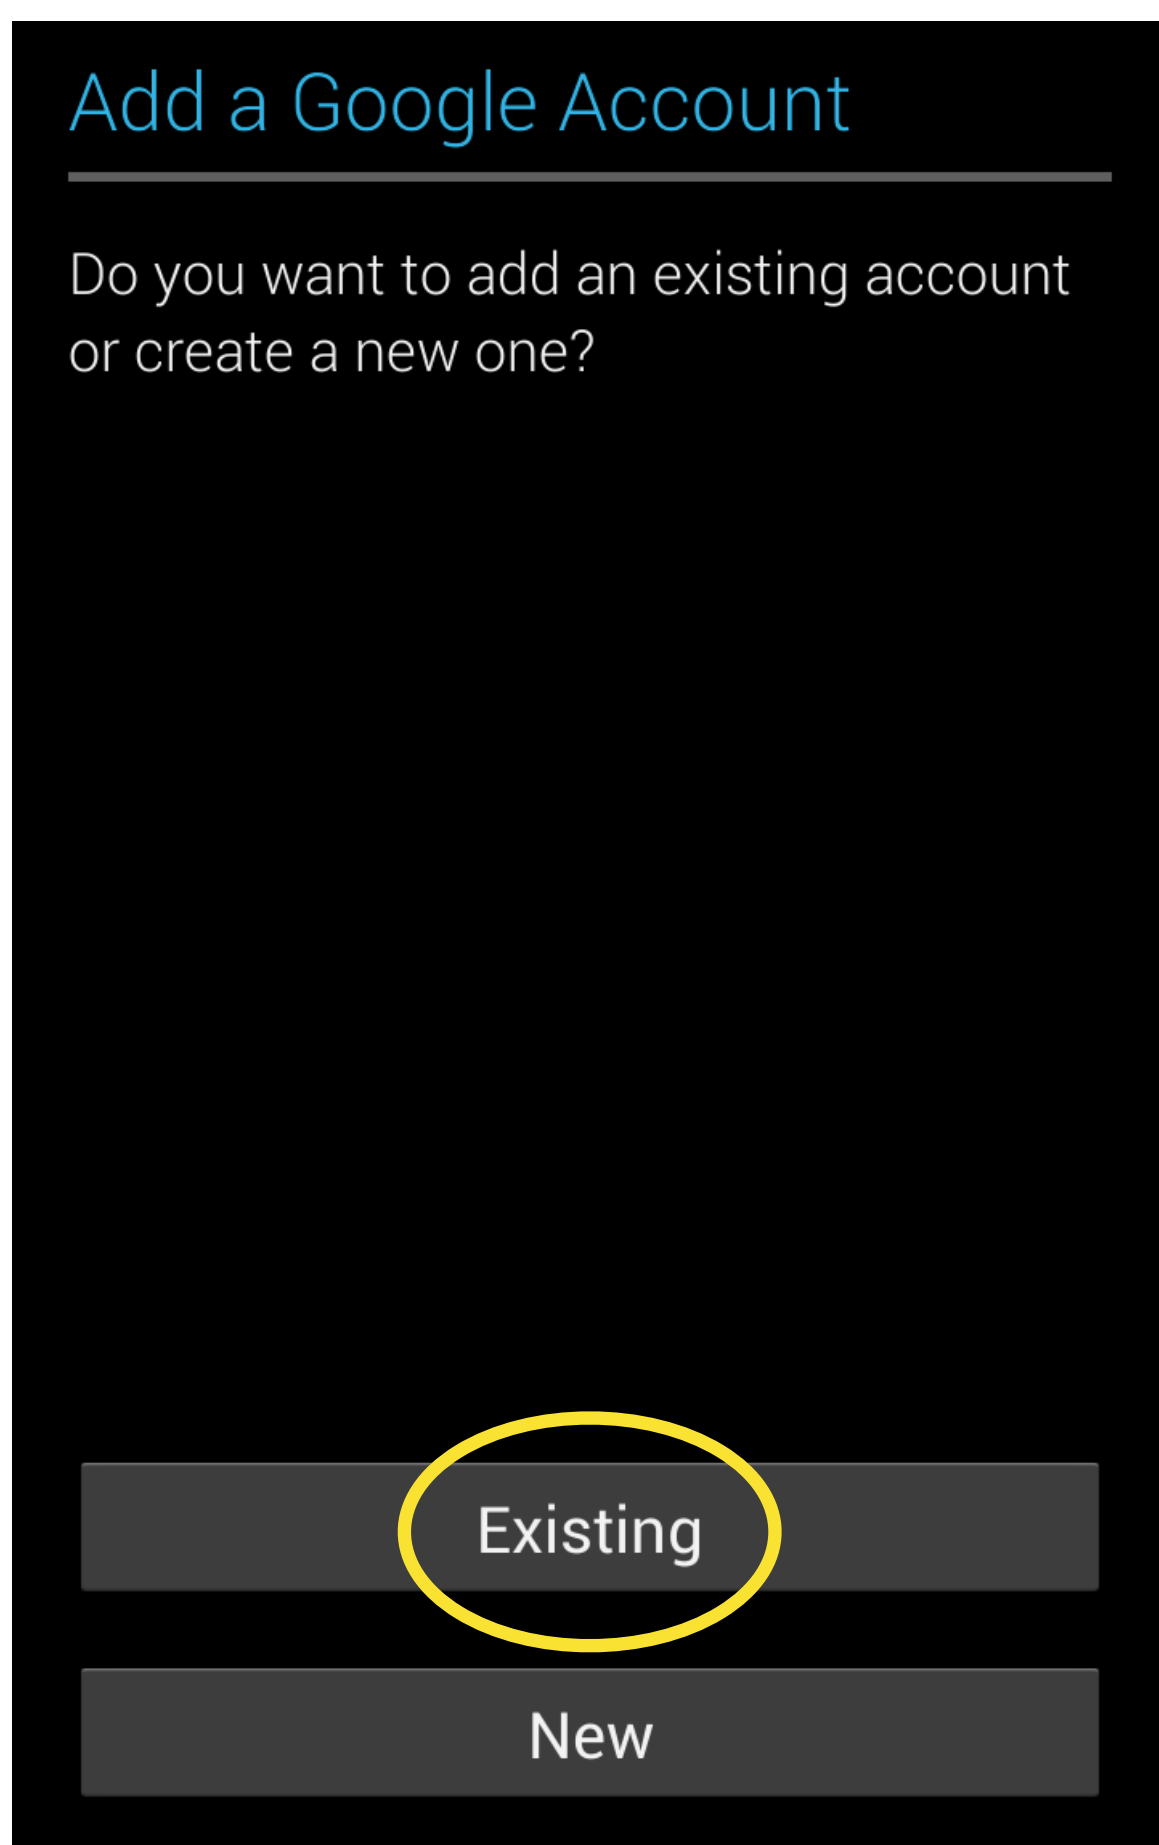 Add a Google Account
Do you want to add an existing account
or create a new one?
Existing
New